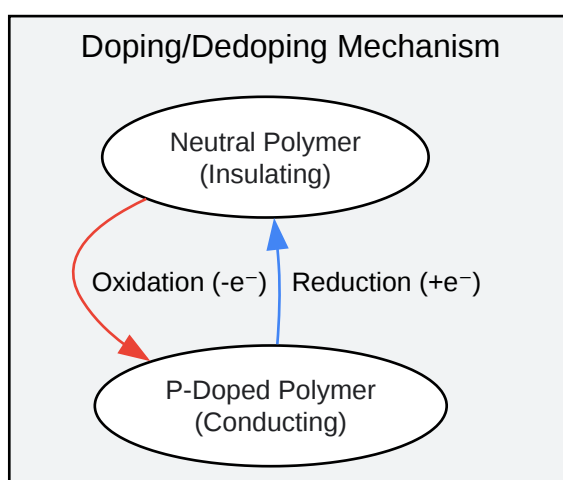 Doping/Dedoping Mechanism
Neutral Polymer
(Insulating)
Oxidation (-e⁻)
Reduction (+e⁻)
P-Doped Polymer
(Conducting)